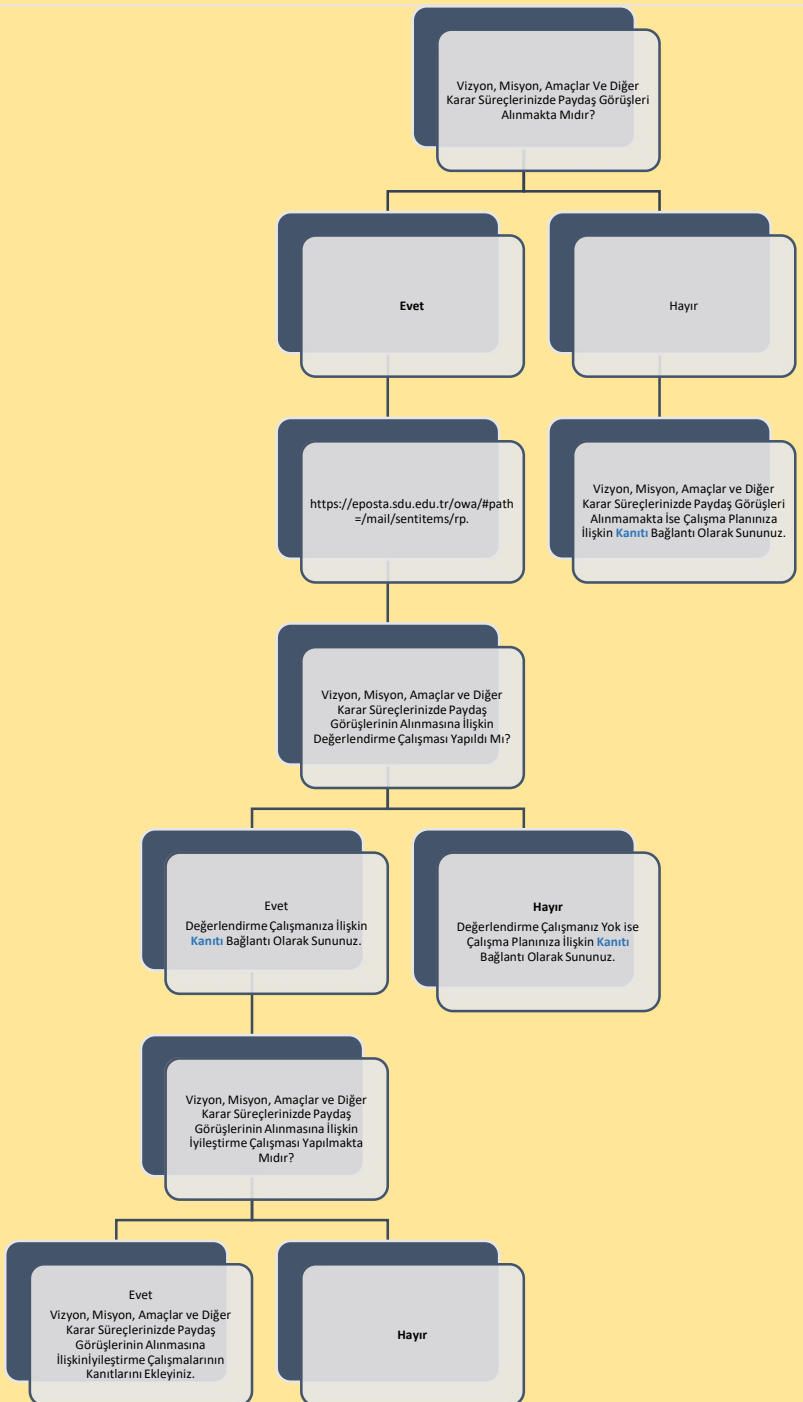 Vizyon, Misyon, Amaçlar Ve Diğer
Karar Süreçlerinizde Paydaş Görüşleri
Alınmakta Mıdır?
Evet
Hayır
https://eposta.sdu.edu.tr/owa/#path
=/mail/sentitems/rp.
Vizyon, Misyon, Amaçlar ve Diğer
Karar Süreçlerinizde Paydaş Görüşleri
Alınmamakta İse Çalışma Planınıza
İlişkin Kanıtı Bağlantı Olarak Sununuz.
Vizyon, Misyon, Amaçlar ve Diğer
Karar Süreçlerinizde Paydaş
Görüşlerinin Alınmasına İlişkin
Değerlendirme Çalışması Yapıldı Mı?
Evet
Değerlendirme Çalışmanıza İlişkin
Kanıtı Bağlantı Olarak Sununuz.
Hayır
Değerlendirme Çalışmanız Yok ise
Çalışma Planınıza İlişkin Kanıtı
Bağlantı Olarak Sununuz.
Vizyon, Misyon, Amaçlar ve Diğer
Karar Süreçlerinizde Paydaş
Görüşlerinin Alınmasına İlişkin
İyileştirme Çalışması Yapılmakta
Mıdır?
Evet
Vizyon, Misyon, Amaçlar ve Diğer
Karar Süreçlerinizde Paydaş
Görüşlerinin Alınmasına
İlişkinİyileştirme Çalışmalarının
Kanıtlarını Ekleyiniz.
Hayır